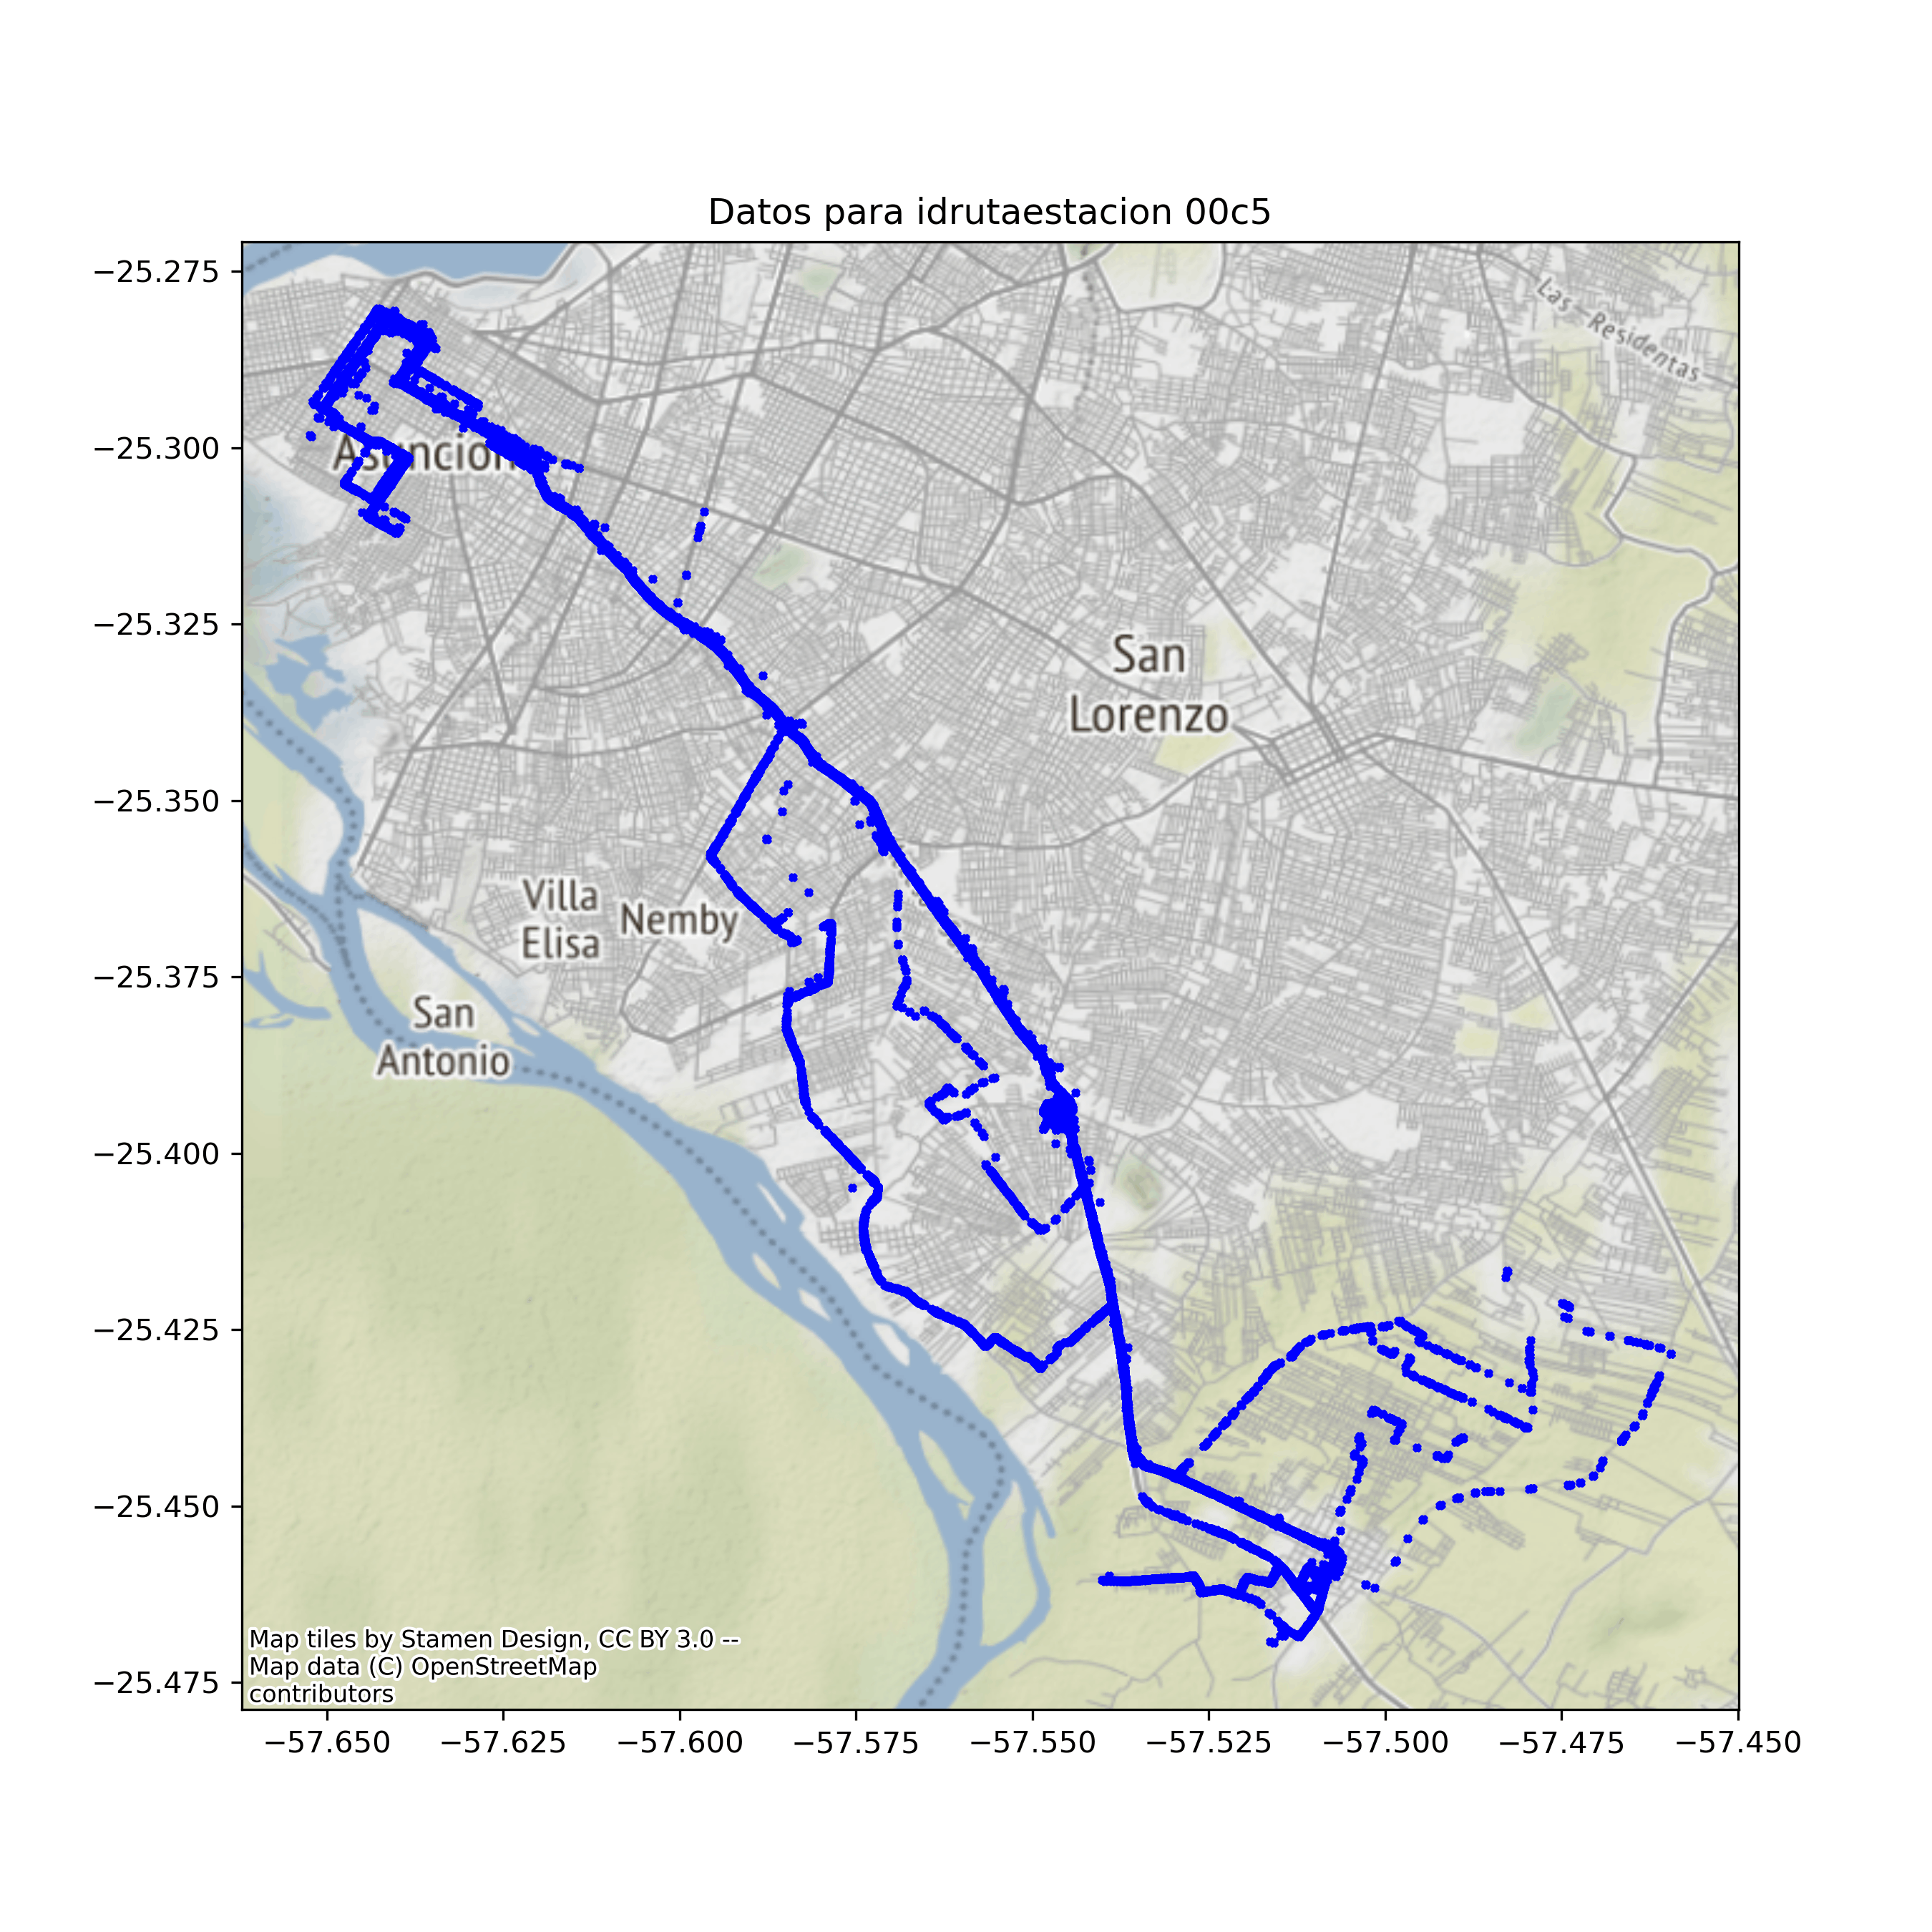 Datos para idrutaestacion 00c5
−25.275
Las Residentas
−25.300
Asuncion
−25.325
San
Lorenzo
−25.350
Villa
Elisa
Nemby
−25.375
San
Antonio
−25.400
−25.425
−25.450
−25.475
Map tiles by Stamen Design, CC BY 3.0 --
Map data (C) OpenStreetMap
contributors
−57.650 −57.625 −57.600 −57.575 −57.550 −57.525 −57.500 −57.475 −57.450